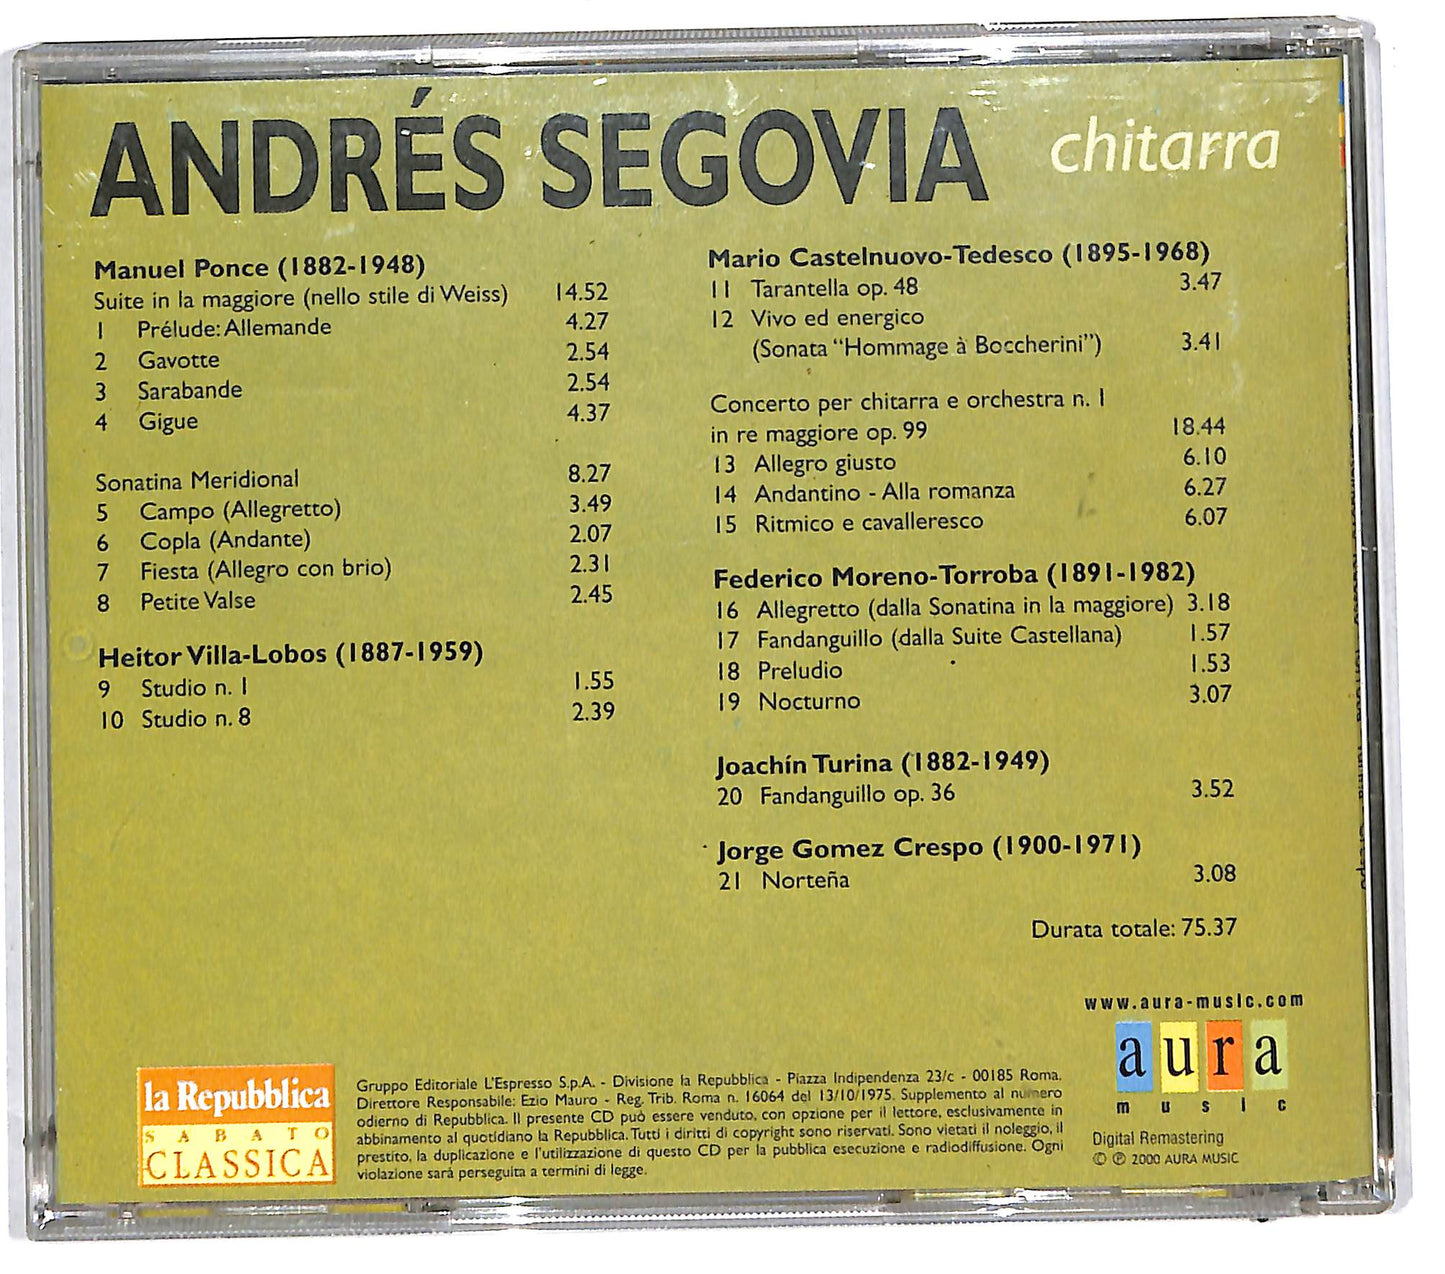 ANDRÉS SEGOVIA chitarra
Manuel Ponce (1882-1948)
Suite in la maggiore (nello stile di Weiss) 14.52
1 Prélude: Allemande 4.27
2 Gavotte 2.54
3 Sarabande 2.54
4 Gigue 4.37
Sonatina Meridional 8.27
5 Campo (Allegretto) 3.49
6 Copla (Andante) 2.07
7 Fiesta (Allegro con brio) 2.31
8 Petite Valse 2.45
Heitor Villa-Lobos (1887-1959)
9 Studio n. 1 1.55
10 Studio n. 8 2.39
Mario Castelnuovo-Tedesco (1895-1968)
11 Tarantella op. 48 3.47
12 Vivo ed energico
(Sonata "Hommage à Boccherini") 3.41
Concerto per chitarra e orchestra n. 1
in re maggiore op. 99 18.44
13 Allegro giusto 6.10
14 Andantino - Alla romanza 6.27
15 Ritmico e cavalleresco 6.07
Federico Moreno-Torroba (1891-1982)
16 Allegretto (dalla Sonatina in la maggiore) 3.18
17 Fandanguillo (dalla Suite Castellana) 1.57
18 Preludio 1.53
19 Nocturno 3.07
Joachín Turina (1882-1949)
20 Fandanguillo op. 36 3.52
Jorge Gomez Crespo (1900-1971)
21 Norteña 3.08
Durata totale: 75.37
www.aura-music.com
aura
music
Digital Remastering
© ℗ 2000 AURA MUSIC
la Repubblica
SABATO
CLASSICA
Gruppo Editoriale L'Espresso S.p.A. - Divisione la Repubblica - Piazza Indipendenza 23/c - 00185 Roma.
Direttore Responsabile: Ezio Mauro - Reg. Trib. Roma n. 16064 del 13/10/1975. Supplemento al numero
odierno di Repubblica. Il presente CD può essere venduto, con opzione per il lettore, esclusivamente in
abbinamento al quotidiano la Repubblica. Tutti i diritti di copyright sono riservati. Sono vietati il noleggio, il
prestito, la duplicazione e l'utilizzazione di questo CD per la pubblica esecuzione e radiodiffusione. Ogni
violazione sarà perseguita a termini di legge.